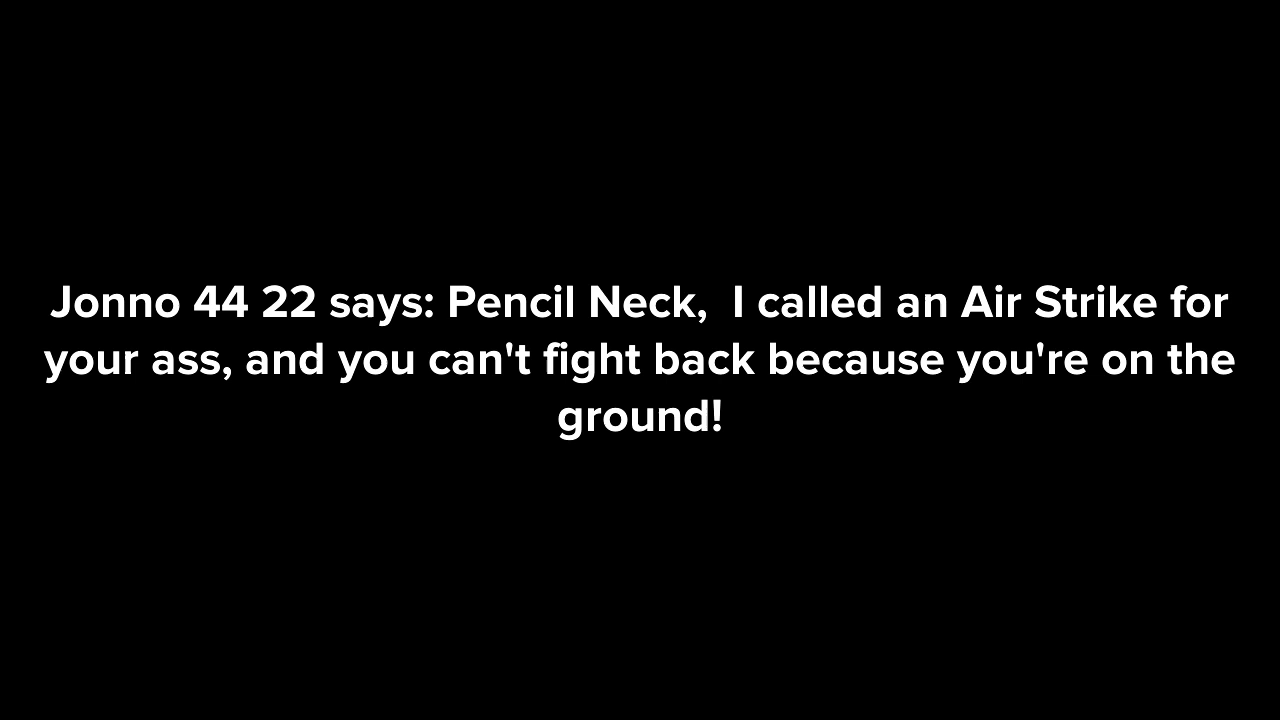 Jonno 44 22 says: Pencil Neck,  I called an Air Strike for
your ass, and you can't fight back because you're on the
ground!